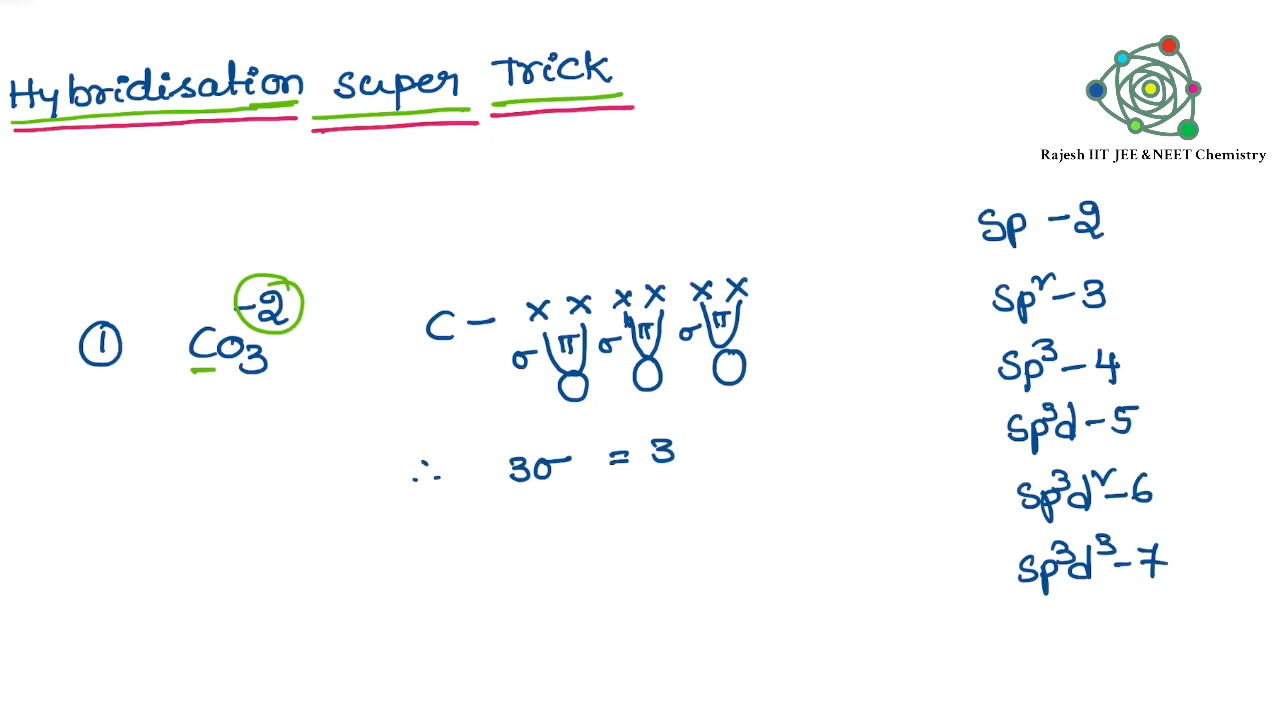 Hybridisation super Trick
Rajesh IIT JEE & NEET Chemistry
① CO₃⁻²
C – x x x x x x
σ π σ π σ π
O O O
∴ 3σ = 3
Sp – 2
Sp² – 3
Sp³ – 4
Sp³d – 5
Sp³d² – 6
Sp³d³ – 7